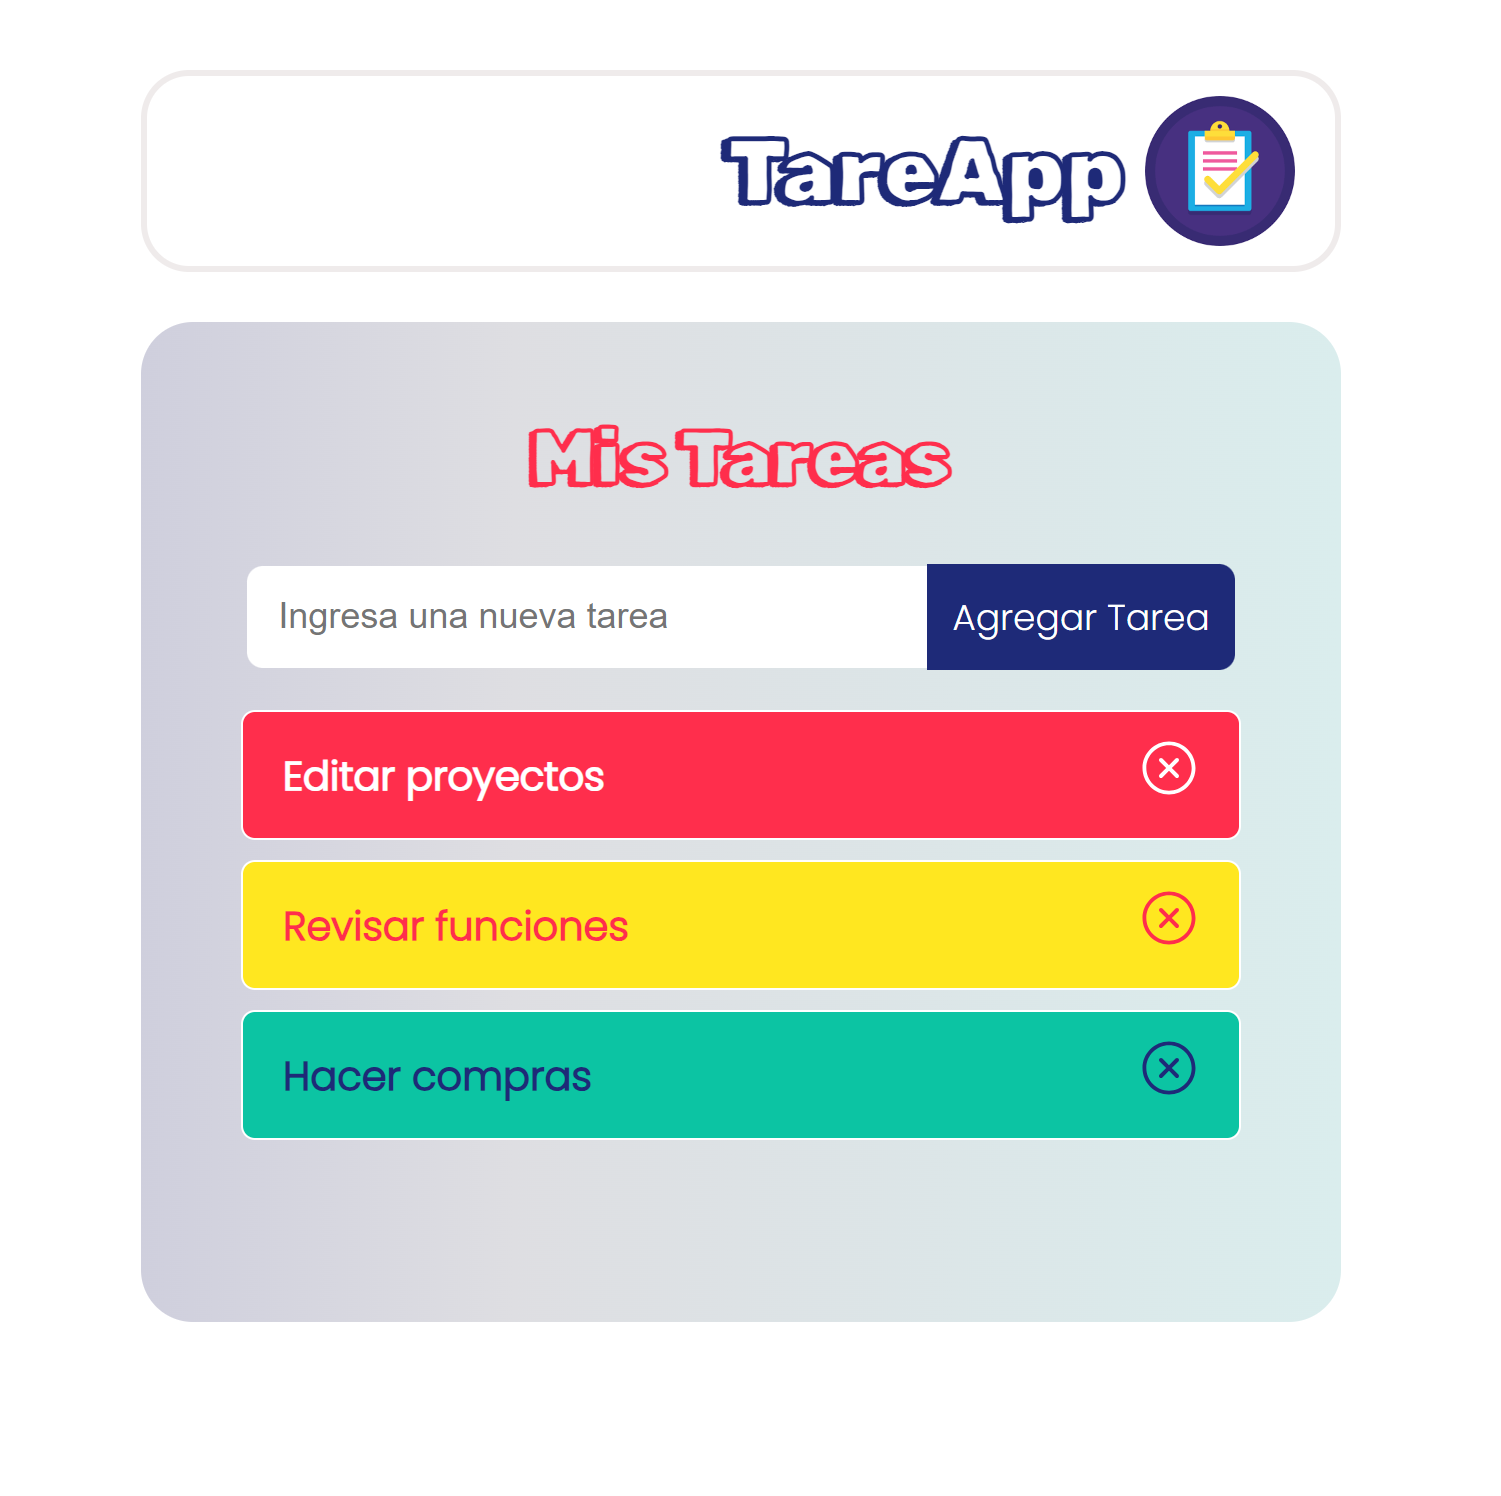 TareApp
Mis Tareas
Ingresa una nueva tarea
Agregar Tarea
Editar proyectos
Revisar funciones
Hacer compras